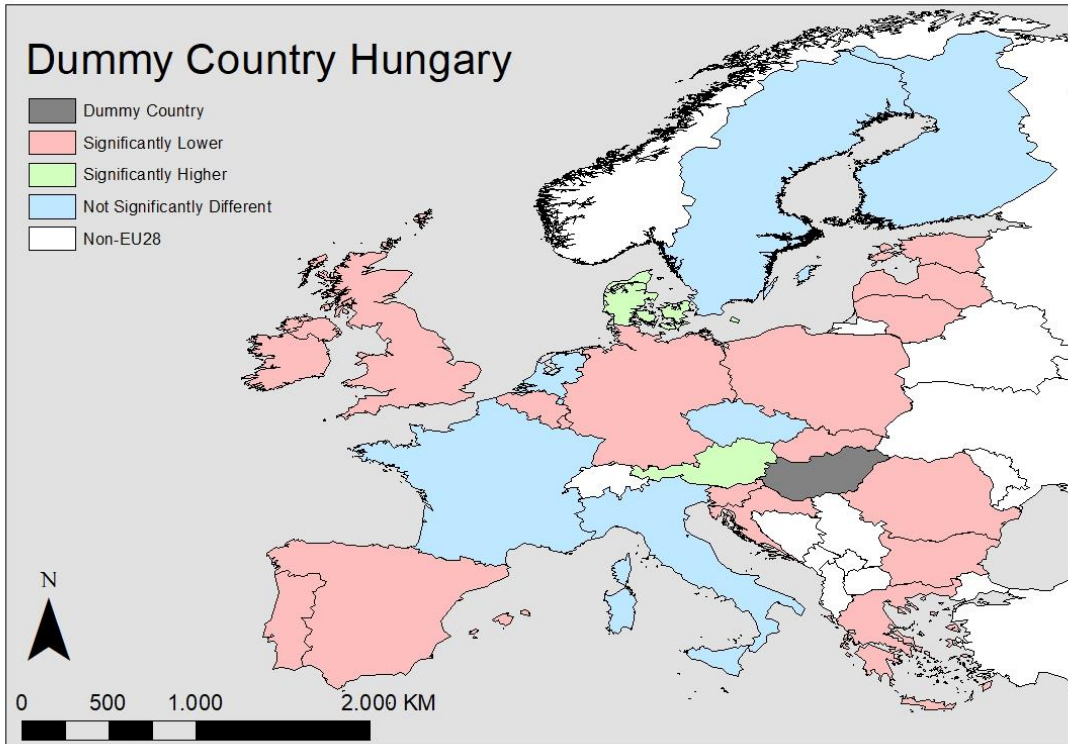 Dummy Country Hungary
Dummy Country
Significantly Lower
Significantly Higher
Not Significantly Different
Non-EU28
N
0 500 1.000 2.000 KM